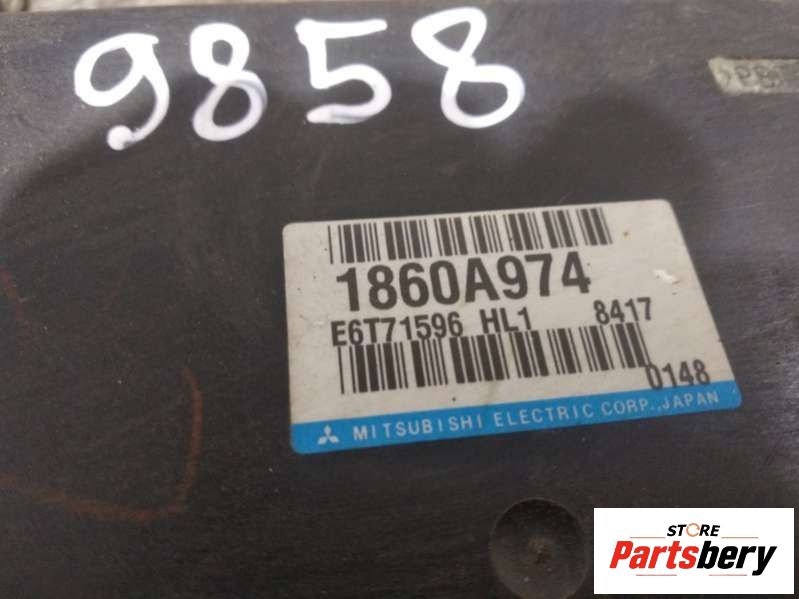 9858
1860A974
E6T71596 HL1 8417
0148
MITSUBISHI ELECTRIC CORP., JAPAN
STORE
Partsbery